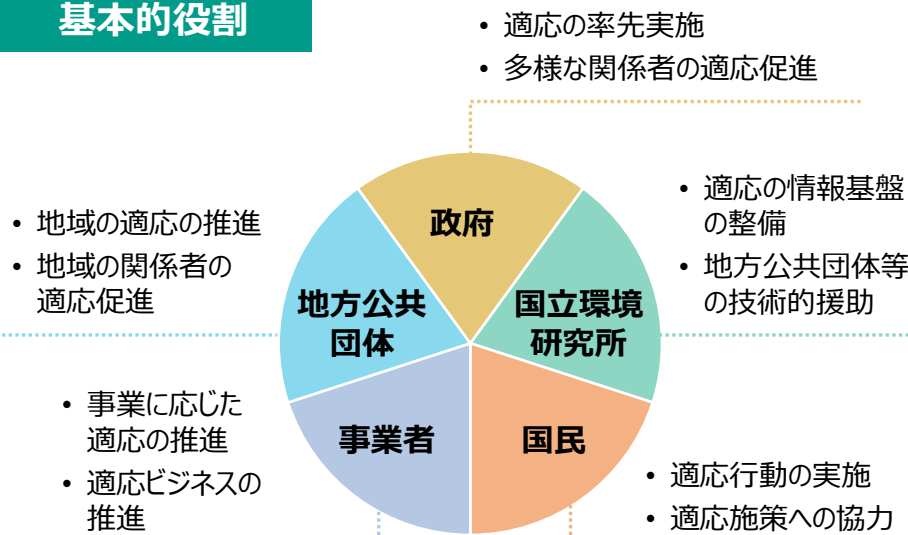 基本的役割
• 適応の率先実施
• 多様な関係者の適応促進
• 地域の適応の推進
• 地域の関係者の
適応促進
• 適応の情報基盤
の整備
• 地方公共団体等
の技術的援助
政府
地方公共
団体
国立環境
研究所
事業者
国民
• 事業に応じた
適応の推進
• 適応ビジネスの
推進
• 適応行動の実施
• 適応施策への協力